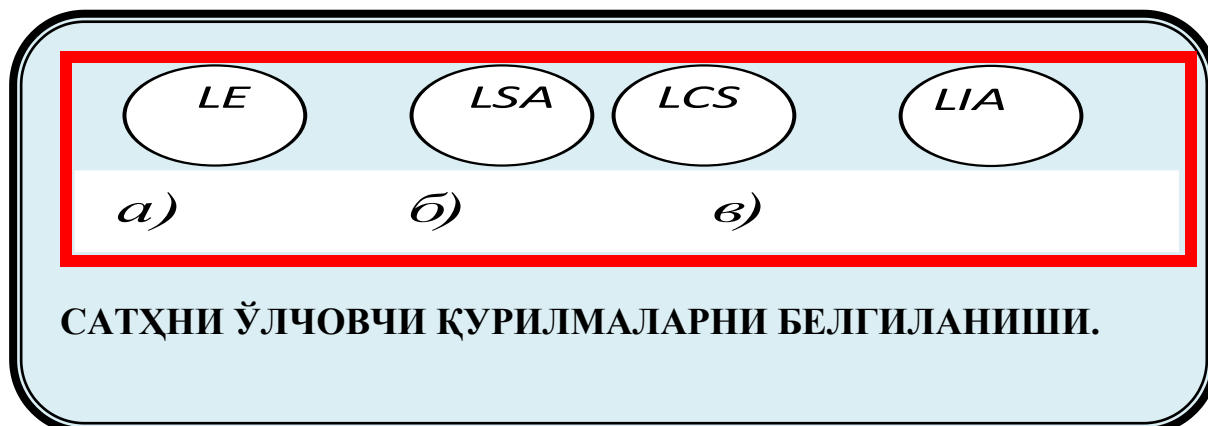 LE LSA LCS LIA
а) б) в)
САТҲНИ ЎЛЧОВЧИ ҚУРИЛМАЛАРНИ БЕЛГИЛАНИШИ.